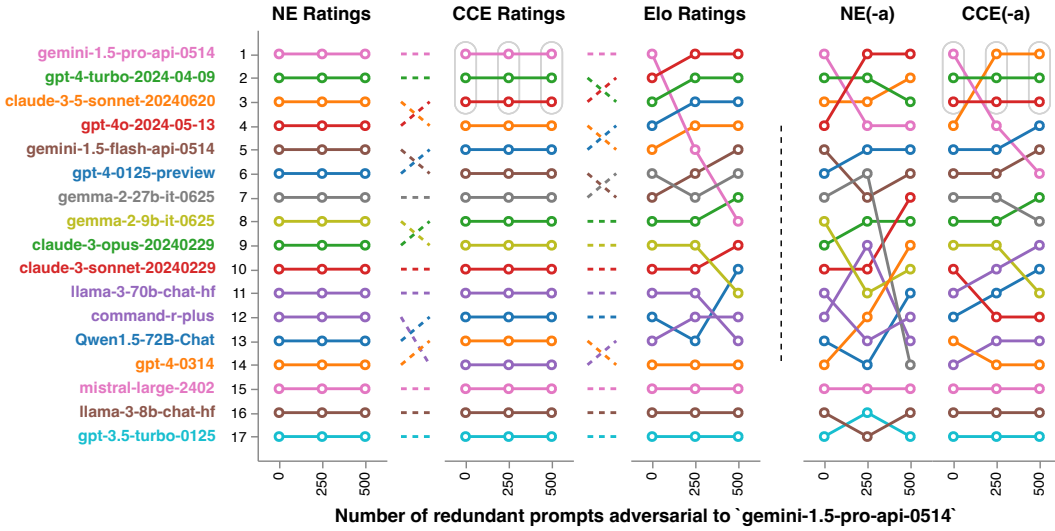 NE Ratings CCE Ratings Elo Ratings NE(-a) CCE(-a)
gemini-1.5-pro-api-0514 1
gpt-4-turbo-2024-04-09 2
claude-3-5-sonnet-20240620 3
gpt-4o-2024-05-13 4
gemini-1.5-flash-api-0514 5
gpt-4-0125-preview 6
gemma-2-27b-it-0625 7
gemma-2-9b-it-0625 8
claude-3-opus-20240229 9
claude-3-sonnet-20240229 10
llama-3-70b-chat-hf 11
command-r-plus 12
Qwen1.5-72B-Chat 13
gpt-4-0314 14
mistral-large-2402 15
llama-3-8b-chat-hf 16
gpt-3.5-turbo-0125 17
0 250 500 0 250 500 0 250 500 0 250 500 0 250 500
Number of redundant prompts adversarial to `gemini-1.5-pro-api-0514`